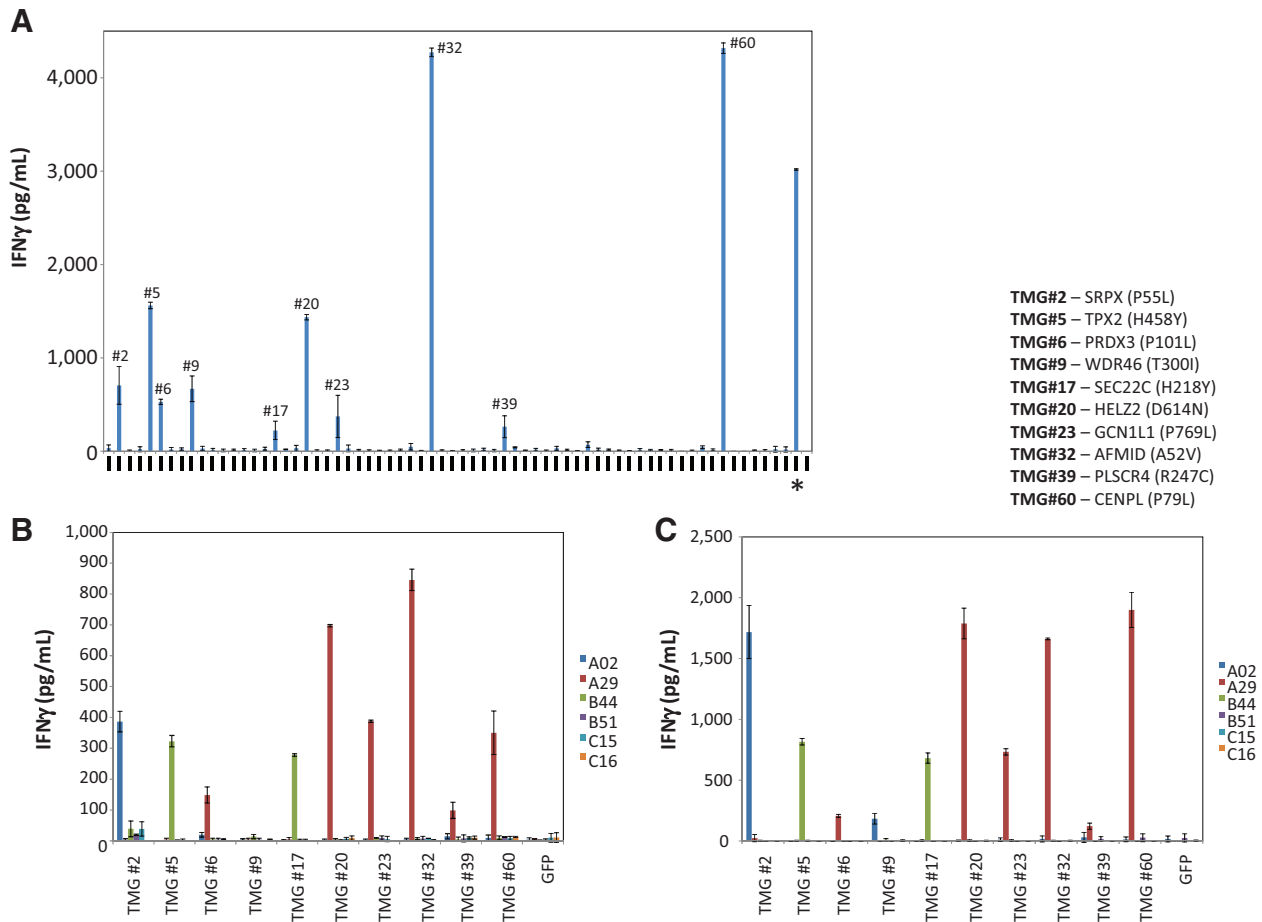 A
IFNγ (pg/mL)
4,000
3,000
2,000
1,000
0
#2
#5
#6
#9
#17
#20
#23
#32
#39
#60
*
TMG#2 – SRPX (P55L)
TMG#5 – TPX2 (H458Y)
TMG#6 – PRDX3 (P101L)
TMG#9 – WDR46 (T300I)
TMG#17 – SEC22C (H218Y)
TMG#20 – HELZ2 (D614N)
TMG#23 – GCN1L1 (P769L)
TMG#32 – AFMID (A52V)
TMG#39 – PLSCR4 (R247C)
TMG#60 – CENPL (P79L)
B
IFNγ (pg/mL)
1,000
900
800
700
600
500
400
300
200
100
0
TMG #2
TMG #5
TMG #6
TMG #9
TMG #17
TMG #20
TMG #23
TMG #32
TMG #39
TMG #60
GFP
A02
A29
B44
B51
C15
C16
C
IFNγ (pg/mL)
2,500
2,000
1,500
1,000
500
0
TMG #2
TMG #5
TMG #6
TMG #9
TMG #17
TMG #20
TMG #23
TMG #32
TMG #39
TMG #60
GFP
A02
A29
B44
B51
C15
C16